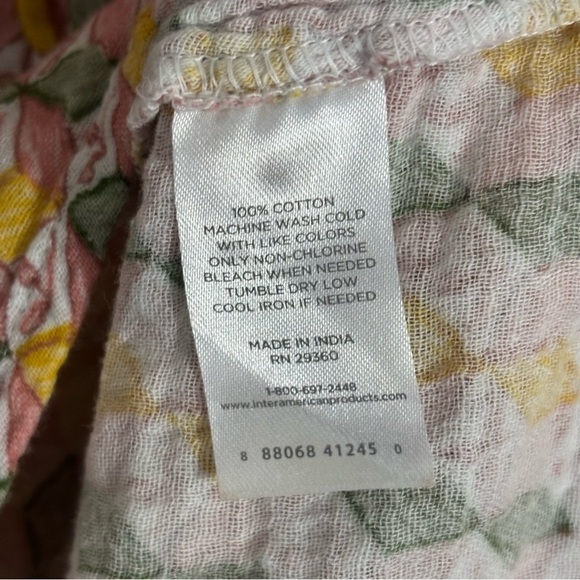 100% COTTON
MACHINE WASH COLD
WITH LIKE COLORS
ONLY NON-CHLORINE
BLEACH WHEN NEEDED
TUMBLE DRY LOW
COOL IRON IF NEEDED
MADE IN INDIA
RN 29360
1-800-697-2448
www.interamericanproducts.com
8 88068 41245 0